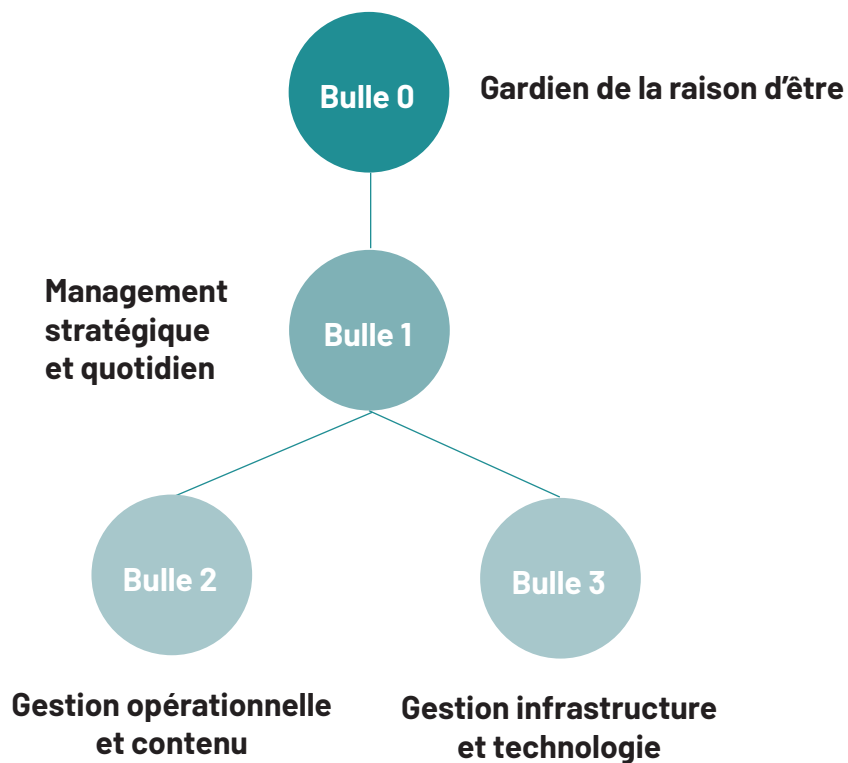 Bulle 0
Gardien de la raison d’être
Management
stratégique
et quotidien
Bulle 1
Bulle 2
Bulle 3
Gestion opérationnelle
et contenu
Gestion infrastructure
et technologie